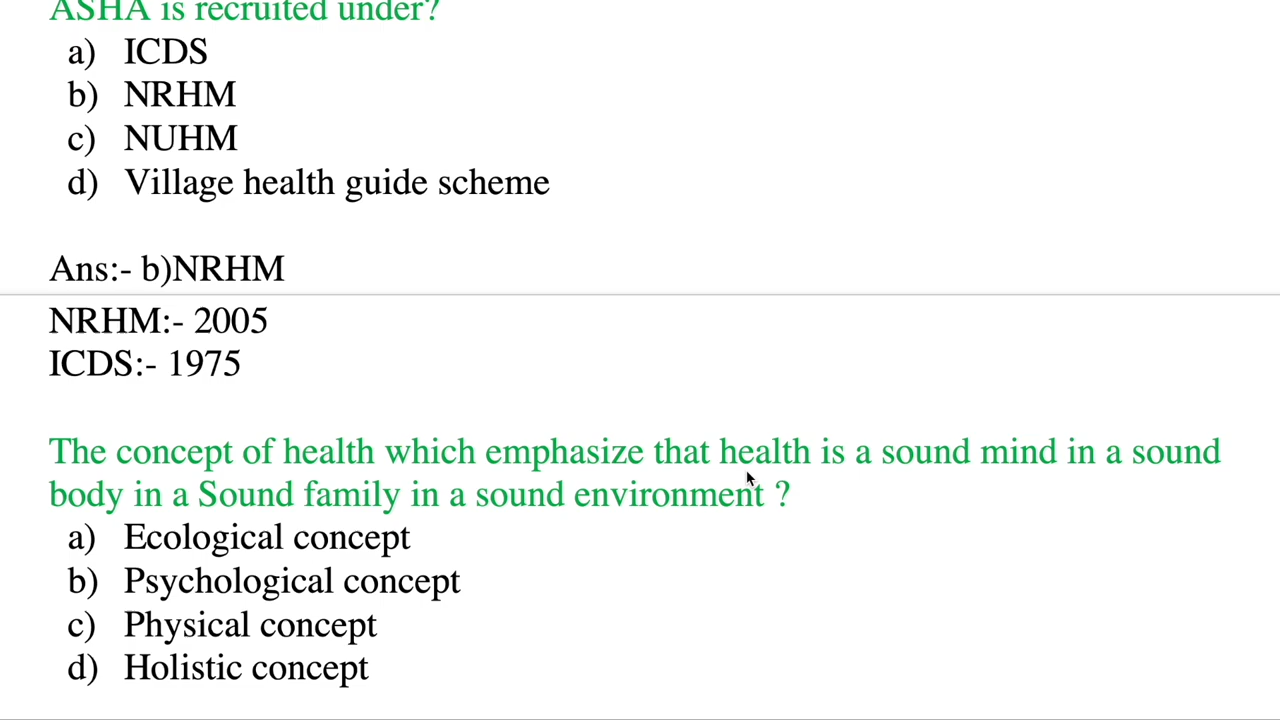 ASHA is recruited under?
a) ICDS
b) NRHM
c) NUHM
d) Village health guide scheme
Ans:- b)NRHM
NRHM:- 2005
ICDS:- 1975
The concept of health which emphasize that health is a sound mind in a sound
body in a Sound family in a sound environment ?
a) Ecological concept
b) Psychological concept
c) Physical concept
d) Holistic concept